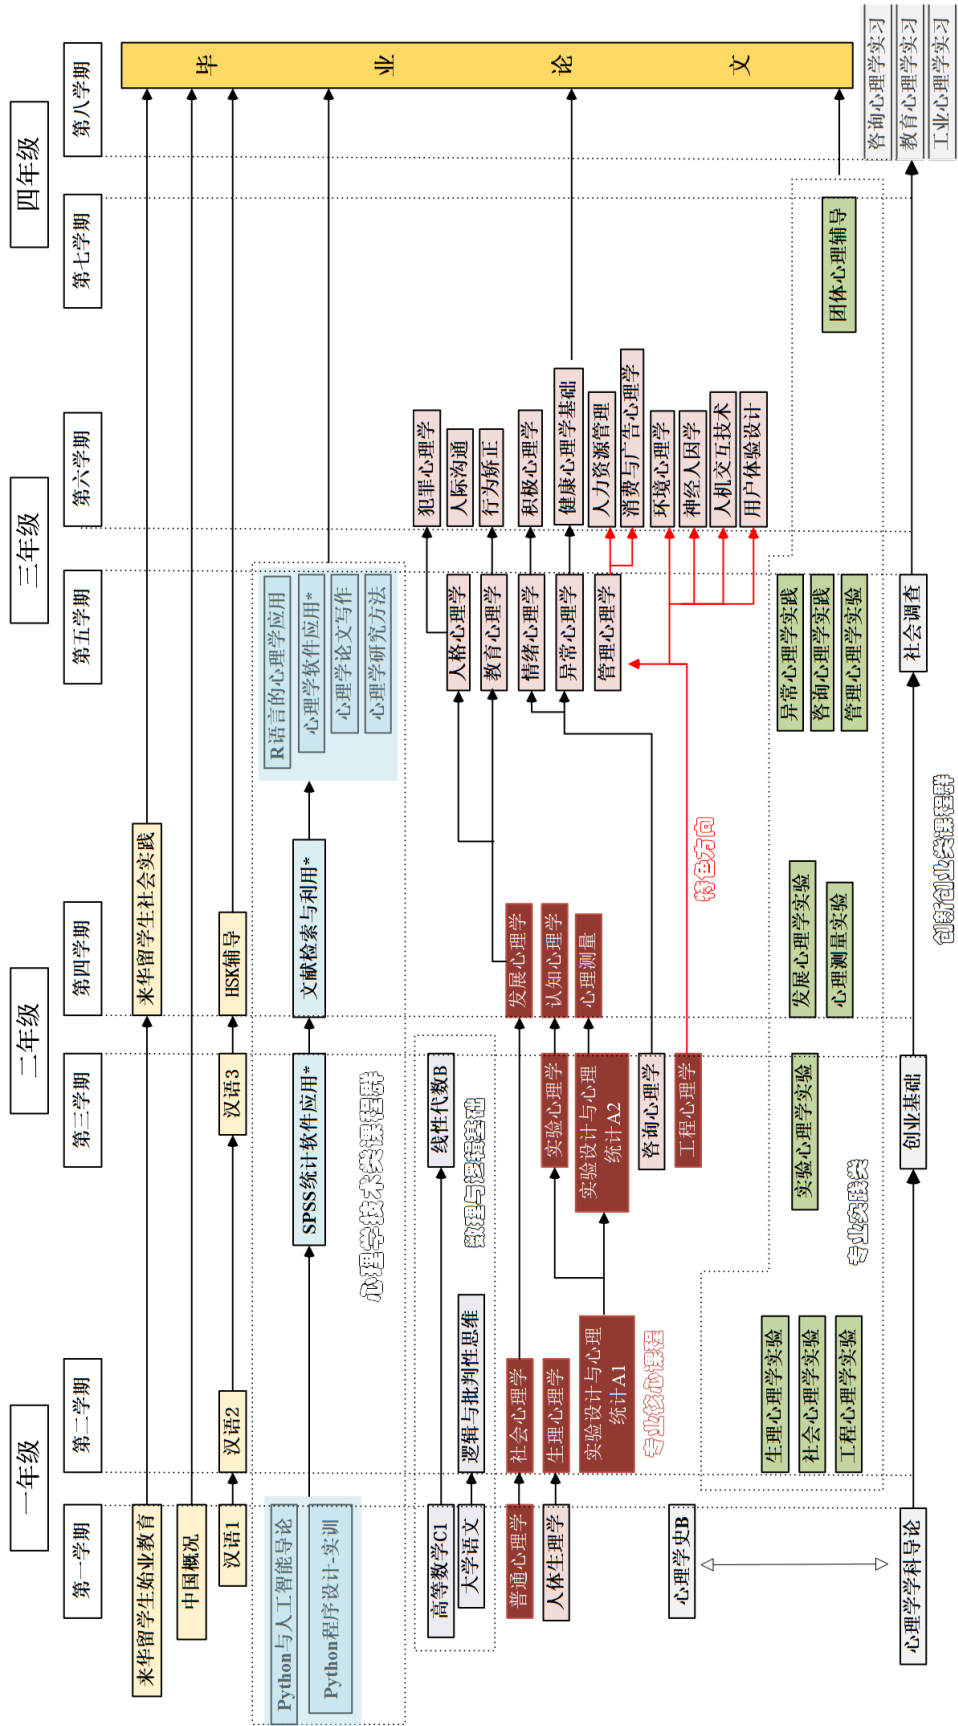 一年级
二年级
三年级
四年级
第一学期
第二学期
第三学期
第四学期
第五学期
第六学期
第七学期
第八学期
来华留学生始业教育
来华留学生社会实践
中国概况
汉语1
汉语2
汉语3
HSK辅导
Python与人工智能导论
Python程序设计-实训
SPSS统计软件应用*
文献检索与利用*
R语言的心理学应用
心理学软件应用*
心理学论文写作
心理学研究方法
心理学技术类课程群
高等数学C1
线性代数B
大学语文
逻辑与批判性思维
数理与逻辑基础
普通心理学
社会心理学
发展心理学
人体生理学
生理心理学
实验设计与心理
统计A1
实验心理学
认知心理学
实验设计与心理
统计A2
心理测量
咨询心理学
工程心理学
专业核心课程
特色方向
人格心理学
教育心理学
情绪心理学
异常心理学
管理心理学
犯罪心理学
人际沟通
行为矫正
积极心理学
健康心理学基础
人力资源管理
消费与广告心理学
环境心理学
神经人因学
人机交互技术
用户体验设计
心理学史B
生理心理学实验
社会心理学实验
工程心理学实验
实验心理学实验
发展心理学实验
心理测量实验
异常心理学实践
咨询心理学实践
管理心理学实验
团体心理辅导
专业实践类
心理学学科导论
创业基础
社会调查
创新创业类课程群
咨询心理学实习
教育心理学实习
工业心理学实习
毕业论文